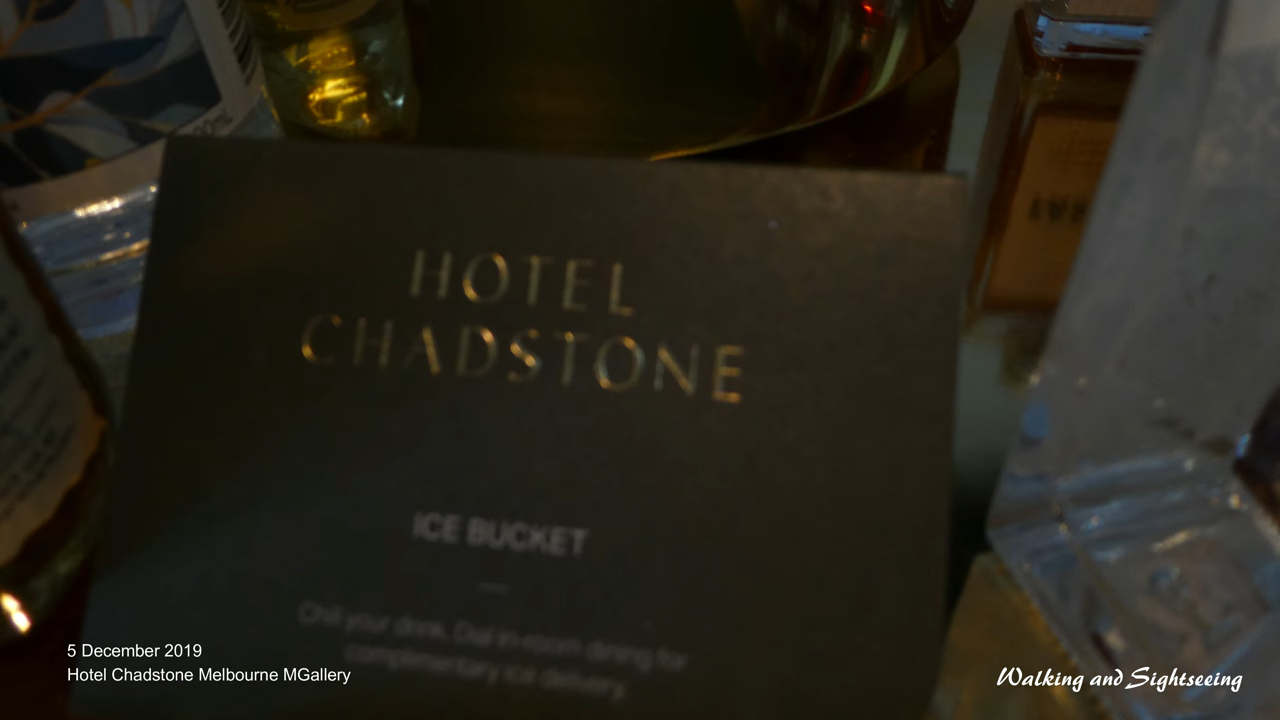 HOTEL
CHADSTONE
ICE BUCKET
Chill your drink. Dial in-room dining for
complimentary ice delivery.
5 December 2019
Hotel Chadstone Melbourne MGallery
Walking and Sightseeing